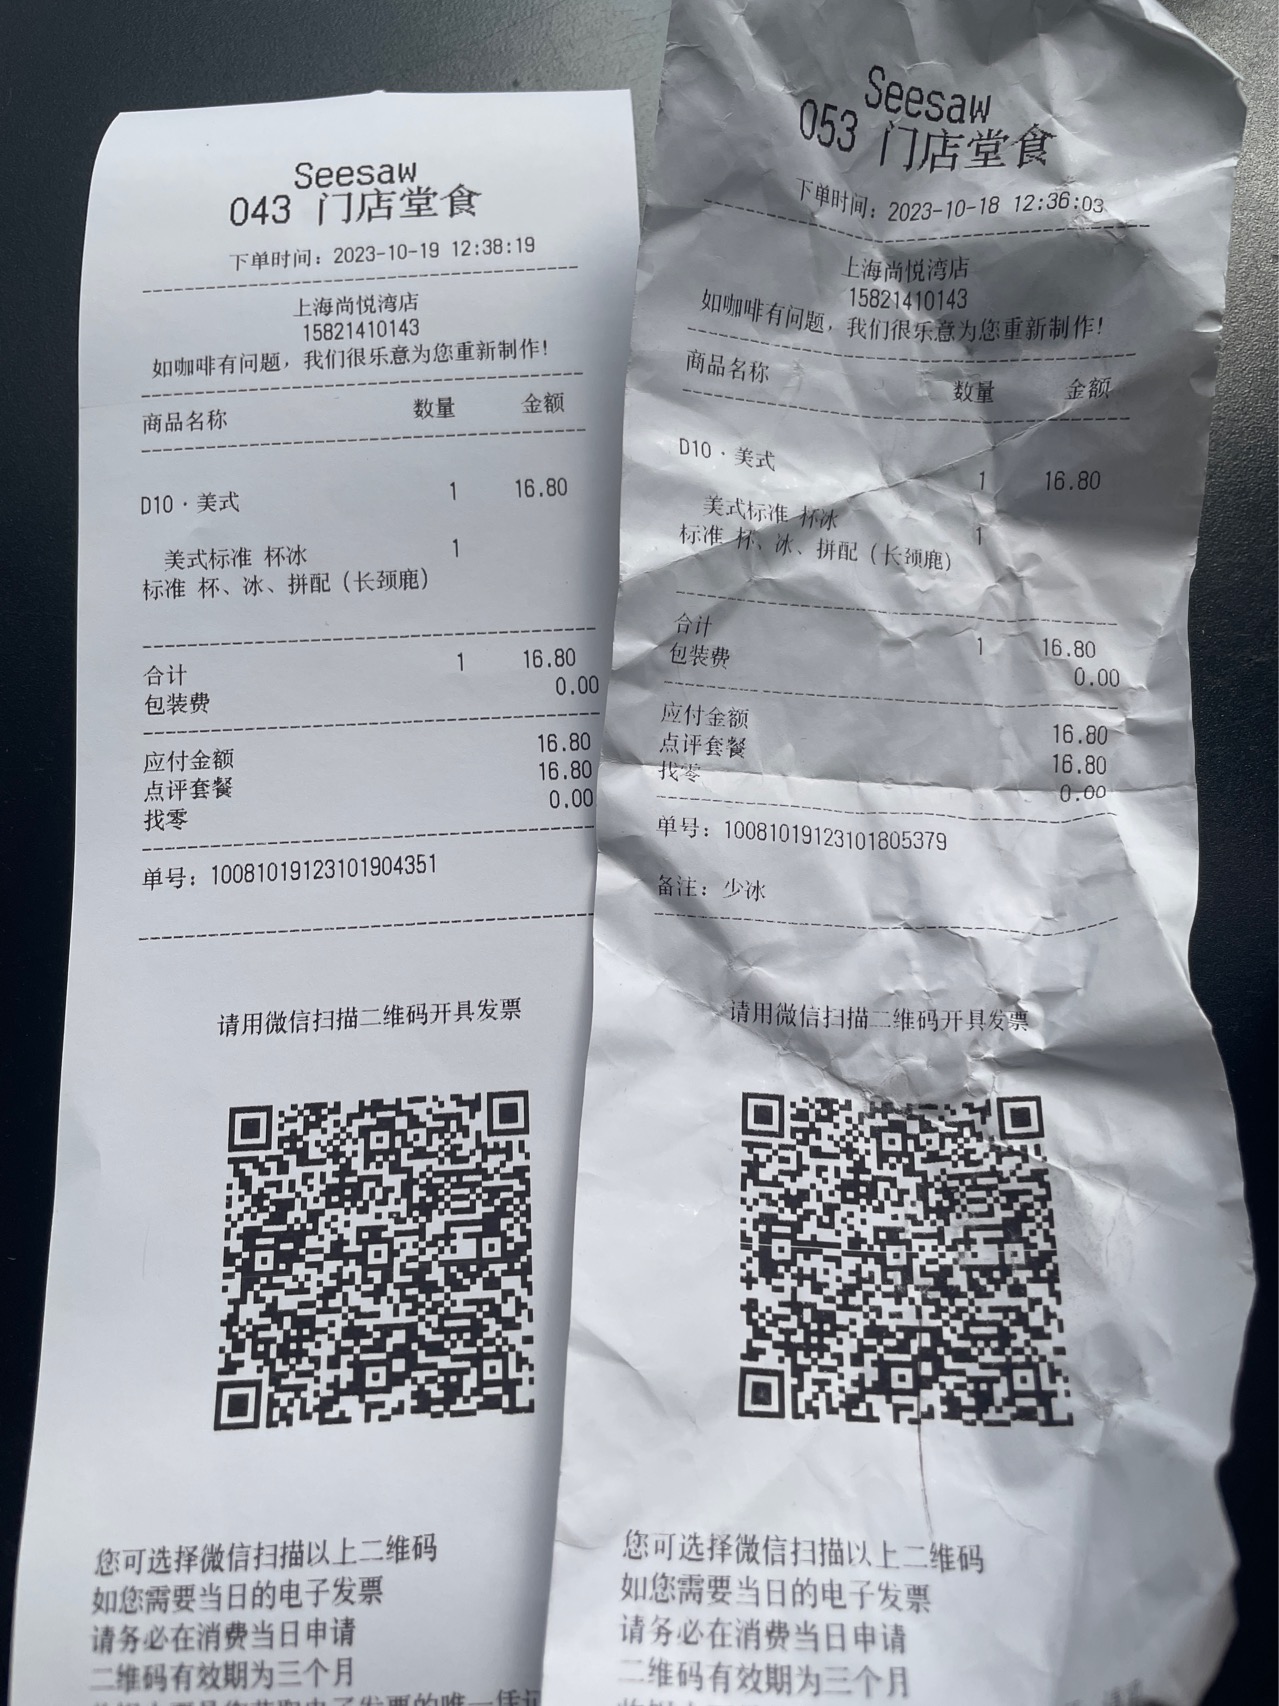 Seesaw
043 门店堂食
下单时间：2023-10-19 12:38:19
上海尚悦湾店
15821410143
如咖啡有问题，我们很乐意为您重新制作！
商品名称 数量 金额
D10·美式 1 16.80
美式标准 杯冰 1
标准 杯、冰、拼配（长颈鹿）
合计 1 16.80
包装费 0.00
应付金额 16.80
点评套餐 16.80
找零 0.00
单号：10081019123101904351
请用微信扫描二维码开具发票
您可选择微信扫描以上二维码
如您需要当日的电子发票
请务必在消费当日申请
二维码有效期为三个月
Seesaw
053 门店堂食
下单时间：2023-10-18 12:36:03
上海尚悦湾店
15821410143
如咖啡有问题，我们很乐意为您重新制作！
商品名称 数量 金额
D10·美式 1 16.80
美式标准 杯冰 1
标准 杯、冰、拼配（长颈鹿）
合计 1 16.80
包装费 0.00
应付金额 16.80
点评套餐 16.80
找零 0.00
单号：10081019123101805379
备注：少冰
请用微信扫描二维码开具发票
您可选择微信扫描以上二维码
如您需要当日的电子发票
请务必在消费当日申请
二维码有效期为三个月